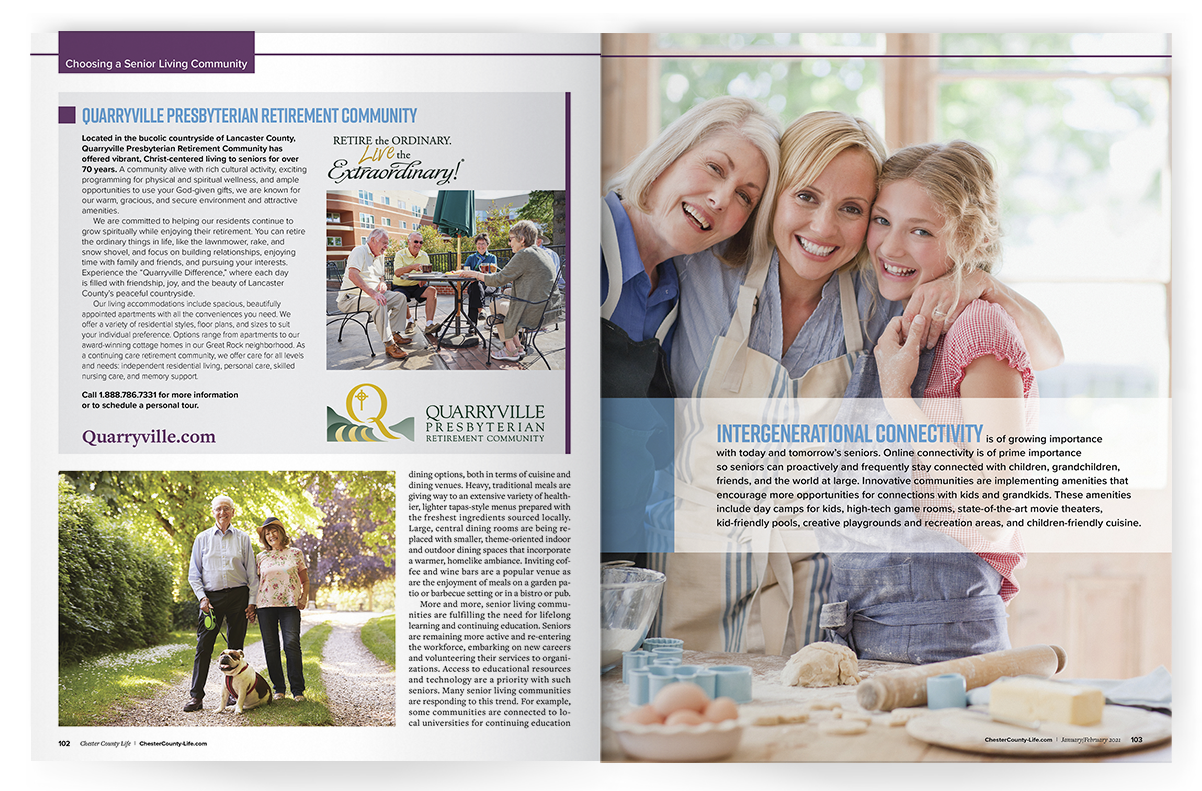 Choosing a Senior Living Community
QUARRYVILLE PRESBYTERIAN RETIREMENT COMMUNITY
Located in the bucolic countryside of Lancaster County,
Quarryville Presbyterian Retirement Community has
offered vibrant, Christ-centered living to seniors for over
70 years. A community alive with rich cultural activity, exciting
programming for physical and spiritual wellness, and ample
opportunities to use your God-given gifts, we are known for
our warm, gracious, and secure environment and attractive
amenities.
We are committed to helping our residents continue to
grow spiritually while enjoying their retirement. You can retire
the ordinary things in life, like the lawnmower, rake, and
snow shovel, and focus on building relationships, enjoying
time with family and friends, and pursuing your interests.
Experience the “Quarryville Difference,” where each day
is filled with friendship, joy, and the beauty of Lancaster
County’s peaceful countryside.
Our living accommodations include spacious, beautifully
appointed apartments with all the conveniences you need. We
offer a variety of residential styles, floor plans, and sizes to suit
your individual preference. Options range from apartments to our
award-winning cottage homes in our Great Rock neighborhood. As
a continuing care retirement community, we offer care for all levels
and needs: independent residential living, personal care, skilled
nursing care, and memory support.
Call 1.888.786.7331 for more information
or to schedule a personal tour.
Quarryville.com
RETIRE the ORDINARY.
Live the
Extraordinary!®
Q
QUARRYVILLE
PRESBYTERIAN
RETIREMENT COMMUNITY
dining options, both in terms of cuisine and
dining venues. Heavy, traditional meals are
giving way to an extensive variety of health-
ier, lighter tapas-style menus prepared with
the freshest ingredients sourced locally.
Large, central dining rooms are being re-
placed with smaller, theme-oriented indoor
and outdoor dining spaces that incorporate
a warmer, homelike ambiance. Inviting cof-
fee and wine bars are a popular venue as
are the enjoyment of meals on a garden pa-
tio or barbecue setting or in a bistro or pub.
More and more, senior living commu-
nities are fulfilling the need for lifelong
learning and continuing education. Seniors
are remaining more active and re-entering
the workforce, embarking on new careers
and volunteering their services to organi-
zations. Access to educational resources
and technology are a priority with such
seniors. Many senior living communities
are responding to this trend. For example,
some communities are connected to lo-
cal universities for continuing education
102 Chester County Life | ChesterCounty-Life.com
INTERGENERATIONAL CONNECTIVITY is of growing importance
with today and tomorrow’s seniors. Online connectivity is of prime importance
so seniors can proactively and frequently stay connected with children, grandchildren,
friends, and the world at large. Innovative communities are implementing amenities that
encourage more opportunities for connections with kids and grandkids. These amenities
include day camps for kids, high-tech game rooms, state-of-the-art movie theaters,
kid-friendly pools, creative playgrounds and recreation areas, and children-friendly cuisine.
ChesterCounty-Life.com | January/February 2021 103